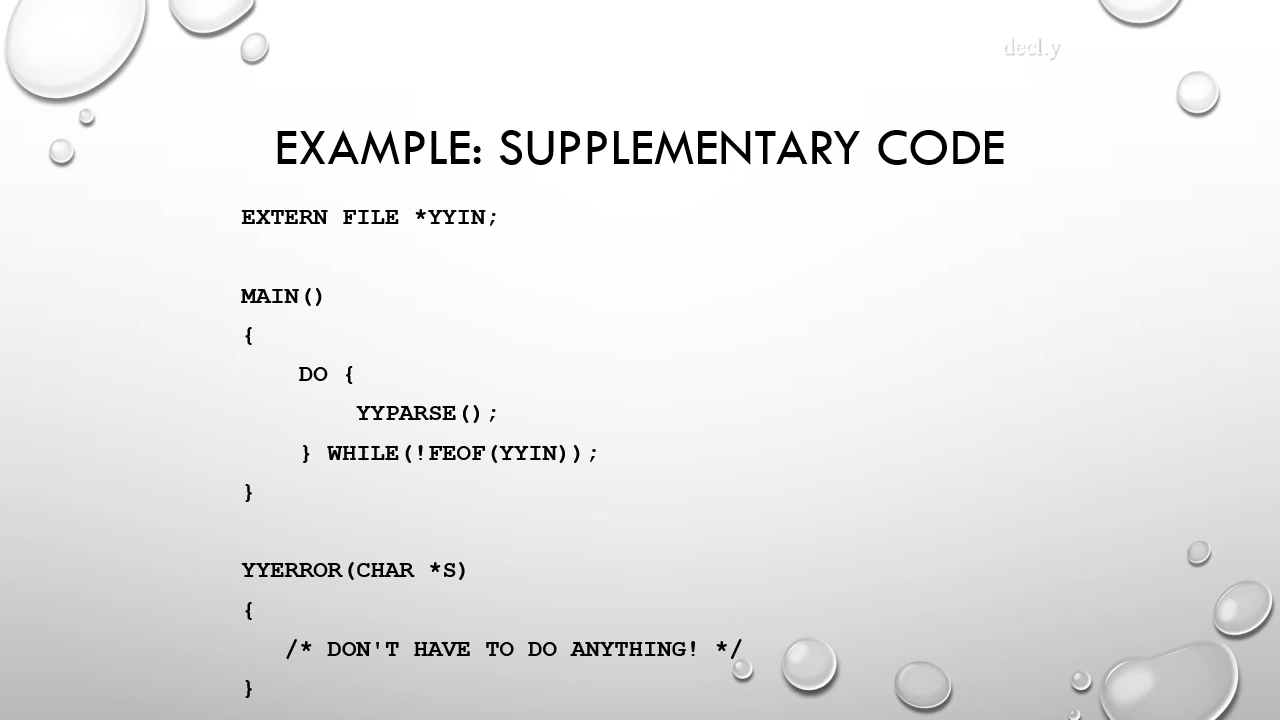 decl.y
EXAMPLE: SUPPLEMENTARY CODE
EXTERN FILE *YYIN;
MAIN()
{
DO {
YYPARSE();
} WHILE(!FEOF(YYIN));
}
YYERROR(CHAR *S)
{
/* DON'T HAVE TO DO ANYTHING! */
}